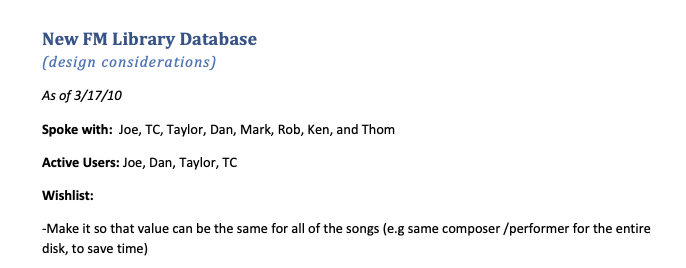 New FM Library Database
(design considerations)
As of 3/17/10
Spoke with:  Joe, TC, Taylor, Dan, Mark, Rob, Ken, and Thom
Active Users: Joe, Dan, Taylor, TC
Wishlist:
-Make it so that value can be the same for all of the songs (e.g same composer /performer for the entire
disk, to save time)